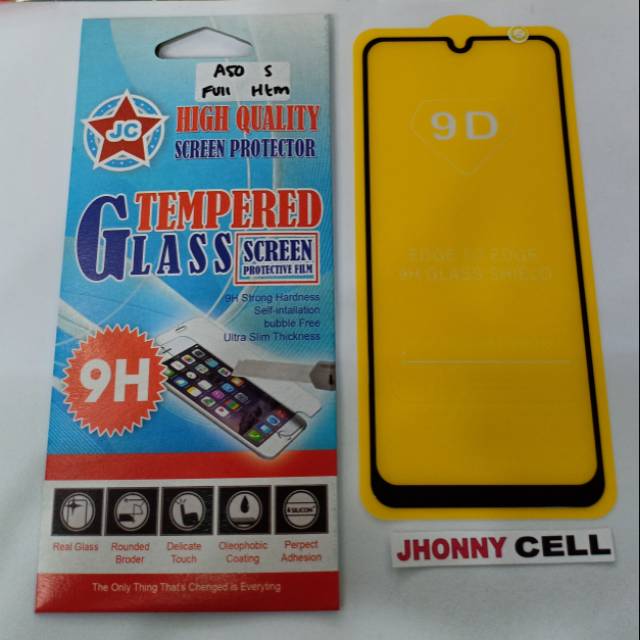 A50 S
Full Htm
JC
HIGH QUALITY
SCREEN PROTECTOR
TEMPERED
GLASS
SCREEN
PROTECTIVE FILM
9H Strong Hardness
Self-intallation
bubble Free
Ultra Slim Thickness
9H
SILICON
Real Glass
Rounded
Broder
Delicate
Touch
Oleophobic
Coating
Perpect
Adhesion
The Only Thing That's Changed is Everyting
9D
EDGE TO EDGE
9H GLASS SHIELD
JHONNY CELL